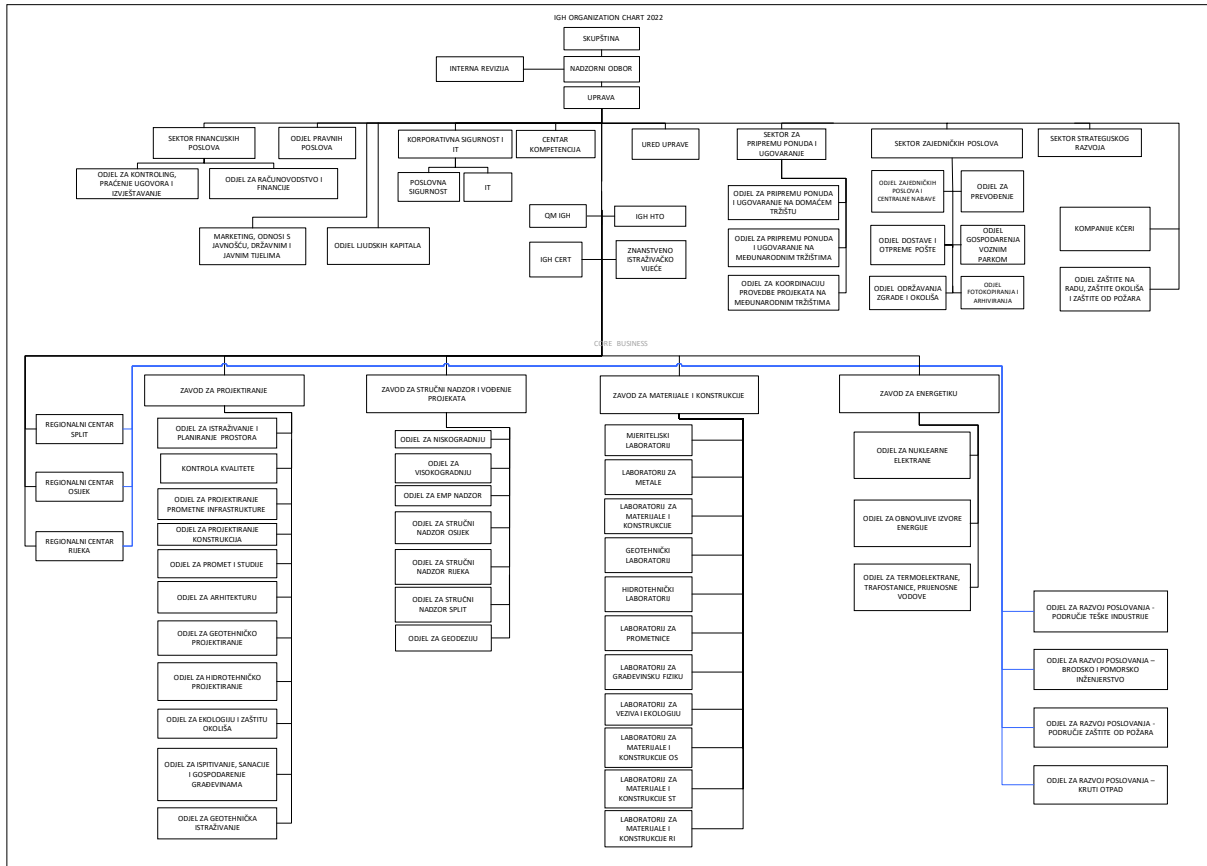 IGH ORGANIZATION CHART 2022
SKUPŠTINA
INTERNA REVIZIJA
NADZORNI ODBOR
UPRAVA
SEKTOR FINANCIJSKIH
POSLOVA
ODJEL PRAVNIH
POSLOVA
KORPORATIVNA SIGURNOST I
IT
CENTAR
KOMPETENCIJA
URED UPRAVE
SEKTOR ZA
PRIPREMU PONUDA I
UGOVARANJE
SEKTOR ZAJEDNIČKIH POSLOVA
SEKTOR STRATEGIJSKOG
RAZVOJA
ODJEL ZA KONTROLING,
PRAĆENJE UGOVORA I
IZVJEŠTAVANJE
ODJEL ZA RAČUNOVODSTVO I
FINANCIJE
POSLOVNA
SIGURNOST
IT
MARKETING, ODNOSI S
JAVNOŠĆU, DRŽAVNIM I
JAVNIM TIJELIMA
ODJEL LJUDSKIH KAPITALA
QM IGH
IGH HTO
IGH CERT
ZNANSTVENO
ISTRAŽIVAČKO
VIJEĆE
ODJEL ZA PRIPREMU PONUDA
I UGOVARANJE NA DOMAĆEM
TRŽIŠTU
ODJEL ZA PRIPREMU PONUDA
I UGOVARANJE NA
MEĐUNARODNIM TRŽIŠTIMA
ODJEL ZA KOORDINACIJU
PROVEDBE PROJEKATA NA
MEĐUNARODNIM TRŽIŠTIMA
ODJEL ZAJEDNIČKIH
POSLOVA I
CENTRALNE NABAVE
ODJEL ZA
PREVOĐENJE
ODJEL DOSTAVE I
OTPREME POŠTE
ODJEL
GOSPODARENJA
VOZNIM
PARKOM
ODJEL ODRŽAVANJA
ZGRADE I OKOLIŠA
ODJEL
FOTOKOPIRANJA I
ARHIVIRANJA
KOMPANIJE KĆERI
ODJEL ZAŠTITE NA
RADU, ZAŠTITE OKOLIŠA
I ZAŠTITE OD POŽARA
CORE BUSINESS
REGIONALNI CENTAR
SPLIT
REGIONALNI CENTAR
OSIJEK
REGIONALNI CENTAR
RIJEKA
ZAVOD ZA PROJEKTIRANJE
ODJEL ZA ISTRAŽIVANJE I
PLANIRANJE PROSTORA
KONTROLA KVALITETE
ODJEL ZA PROJEKTIRANJE
PROMETNE INFRASTRUKTURE
ODJEL ZA PROJEKTIRANJE
KONSTRUKCIJA
ODJEL ZA PROMET I STUDIJE
ODJEL ZA ARHITEKTURU
ODJEL ZA GEOTEHNIČKO
PROJEKTIRANJE
ODJEL ZA HIDROTEHNIČKO
PROJEKTIRANJE
ODJEL ZA EKOLOGIJU I ZAŠTITU
OKOLIŠA
ODJEL ZA ISPITIVANJE, SANACIJE
I GOSPODARENJE
GRAĐEVINAMA
ODJEL ZA GEOTEHNIČKA
ISTRAŽIVANJE
ZAVOD ZA STRUČNI NADZOR I VOĐENJE
PROJEKATA
ODJEL ZA NISKOGRADNJU
ODJEL ZA
VISOKOGRADNJU
ODJEL ZA EMP NADZOR
ODJEL ZA STRUČNI
NADZOR OSIJEK
ODJEL ZA STRUČNI
NADZOR RIJEKA
ODJEL ZA STRUČNI
NADZOR SPLIT
ODJEL ZA GEODEZIJU
ZAVOD ZA MATERIJALE I KONSTRUKCIJE
MJERITELJSKI
LABORATORIJ
LABORATORIJ ZA
METALE
LABORATORIJ ZA
MATERIJALE I
KONSTRUKCIJE
GEOTEHNIČKI
LABORATORIJ
HIDROTEHNIČKI
LABORATORIJ
LABORATORIJ ZA
PROMETNICE
LABORATORIJ ZA
GRAĐEVINSKU FIZIKU
LABORATORIJ ZA
VEZIVA I EKOLOGIJU
LABORATORIJ ZA
MATERIJALE I
KONSTRUKCIJE OS
LABORATORIJ ZA
MATERIJALE I
KONSTRUKCIJE ST
LABORATORIJ ZA
MATERIJALE I
KONSTRUKCIJE RI
ZAVOD ZA ENERGETIKU
ODJEL ZA NUKLEARNE
ELEKTRANE
ODJEL ZA OBNOVLJIVE IZVORE
ENERGIJE
ODJEL ZA TERMOELEKTRANE,
TRAFOSTANICE, PRIJENOSNE
VODOVE
ODJEL ZA RAZVOJ POSLOVANJA -
PODRUČJE TEŠKE INDUSTRIJE
ODJEL ZA RAZVOJ POSLOVANJA –
BRODSKO I POMORSKO
INŽENJERSTVO
ODJEL ZA RAZVOJ POSLOVANJA -
PODRUČJE ZAŠTITE OD POŽARA
ODJEL ZA RAZVOJ POSLOVANJA –
KRUTI OTPAD